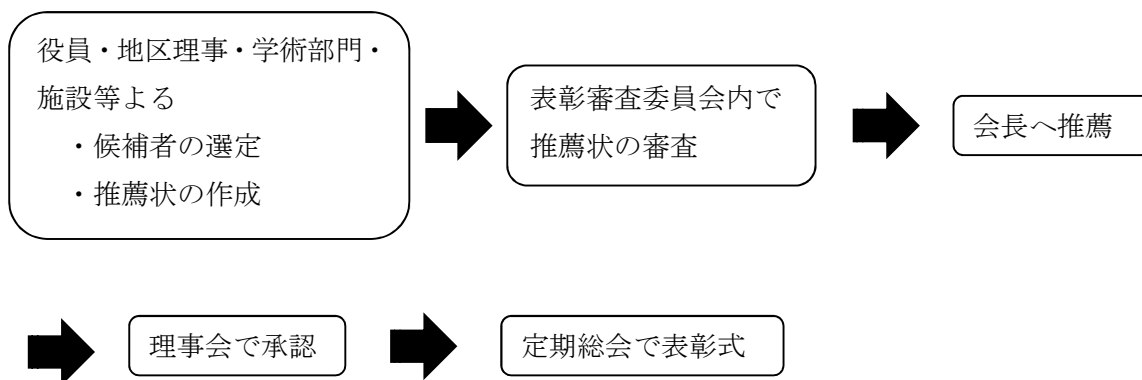 役員・地区理事・学術部門・
施設等よる
・候補者の選定
・推薦状の作成
表彰審査委員会内で
推薦状の審査
会長へ推薦
理事会で承認
定期総会で表彰式